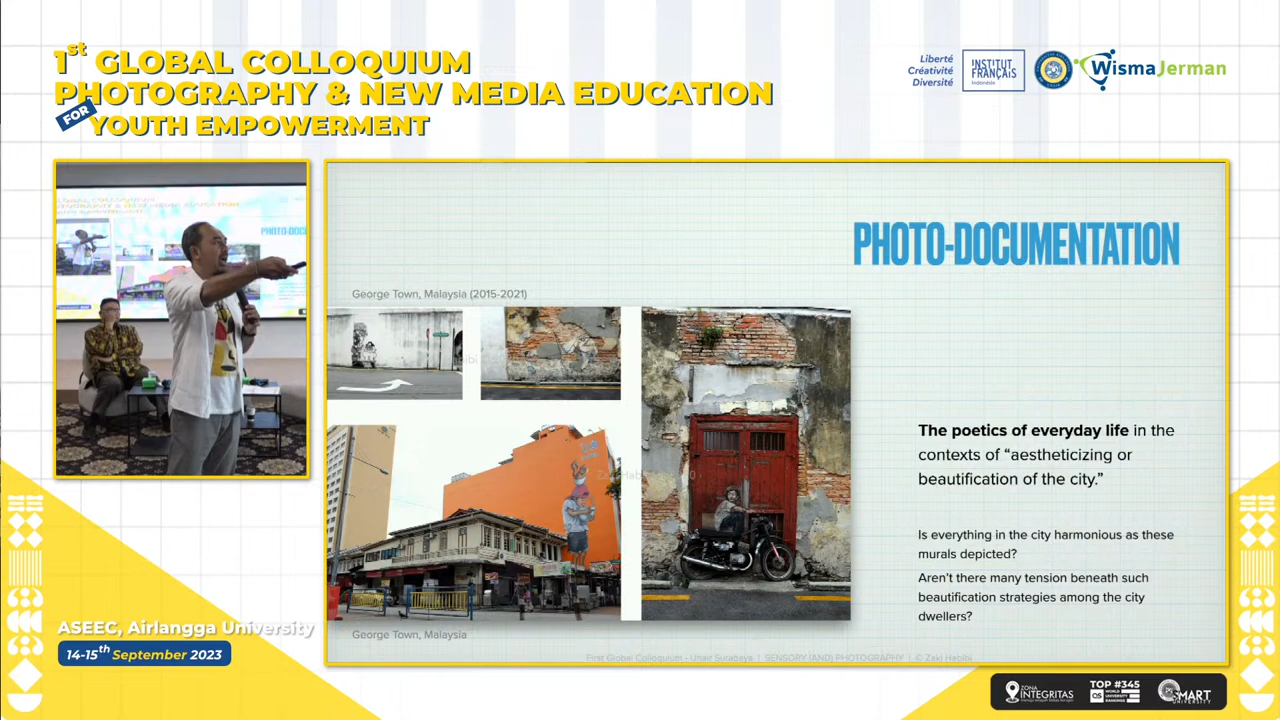 1st GLOBAL COLLOQUIUM
PHOTOGRAPHY & NEW MEDIA EDUCATION
FOR YOUTH EMPOWERMENT
Liberté
Créativité
Diversité
INSTITUT
FRANÇAIS
Indonésie
WismaJerman
PHOTO-DOCUMENTATION
George Town, Malaysia (2015-2021)
The poetics of everyday life in the
contexts of “aestheticizing or
beautification of the city.”
Is everything in the city harmonious as these
murals depicted?
Aren’t there many tension beneath such
beautification strategies among the city
dwellers?
George Town, Malaysia
First Global Colloquium - Unair Surabaya | SENSORY (AND) PHOTOGRAPHY | © Zaki Habibi
ASEEC, Airlangga University
14-15th September 2023
ZONA
INTEGRITAS
TOP #345
QS WORLD
UNIVERSITY
RANKINGS
SMART
UNIVERSITY